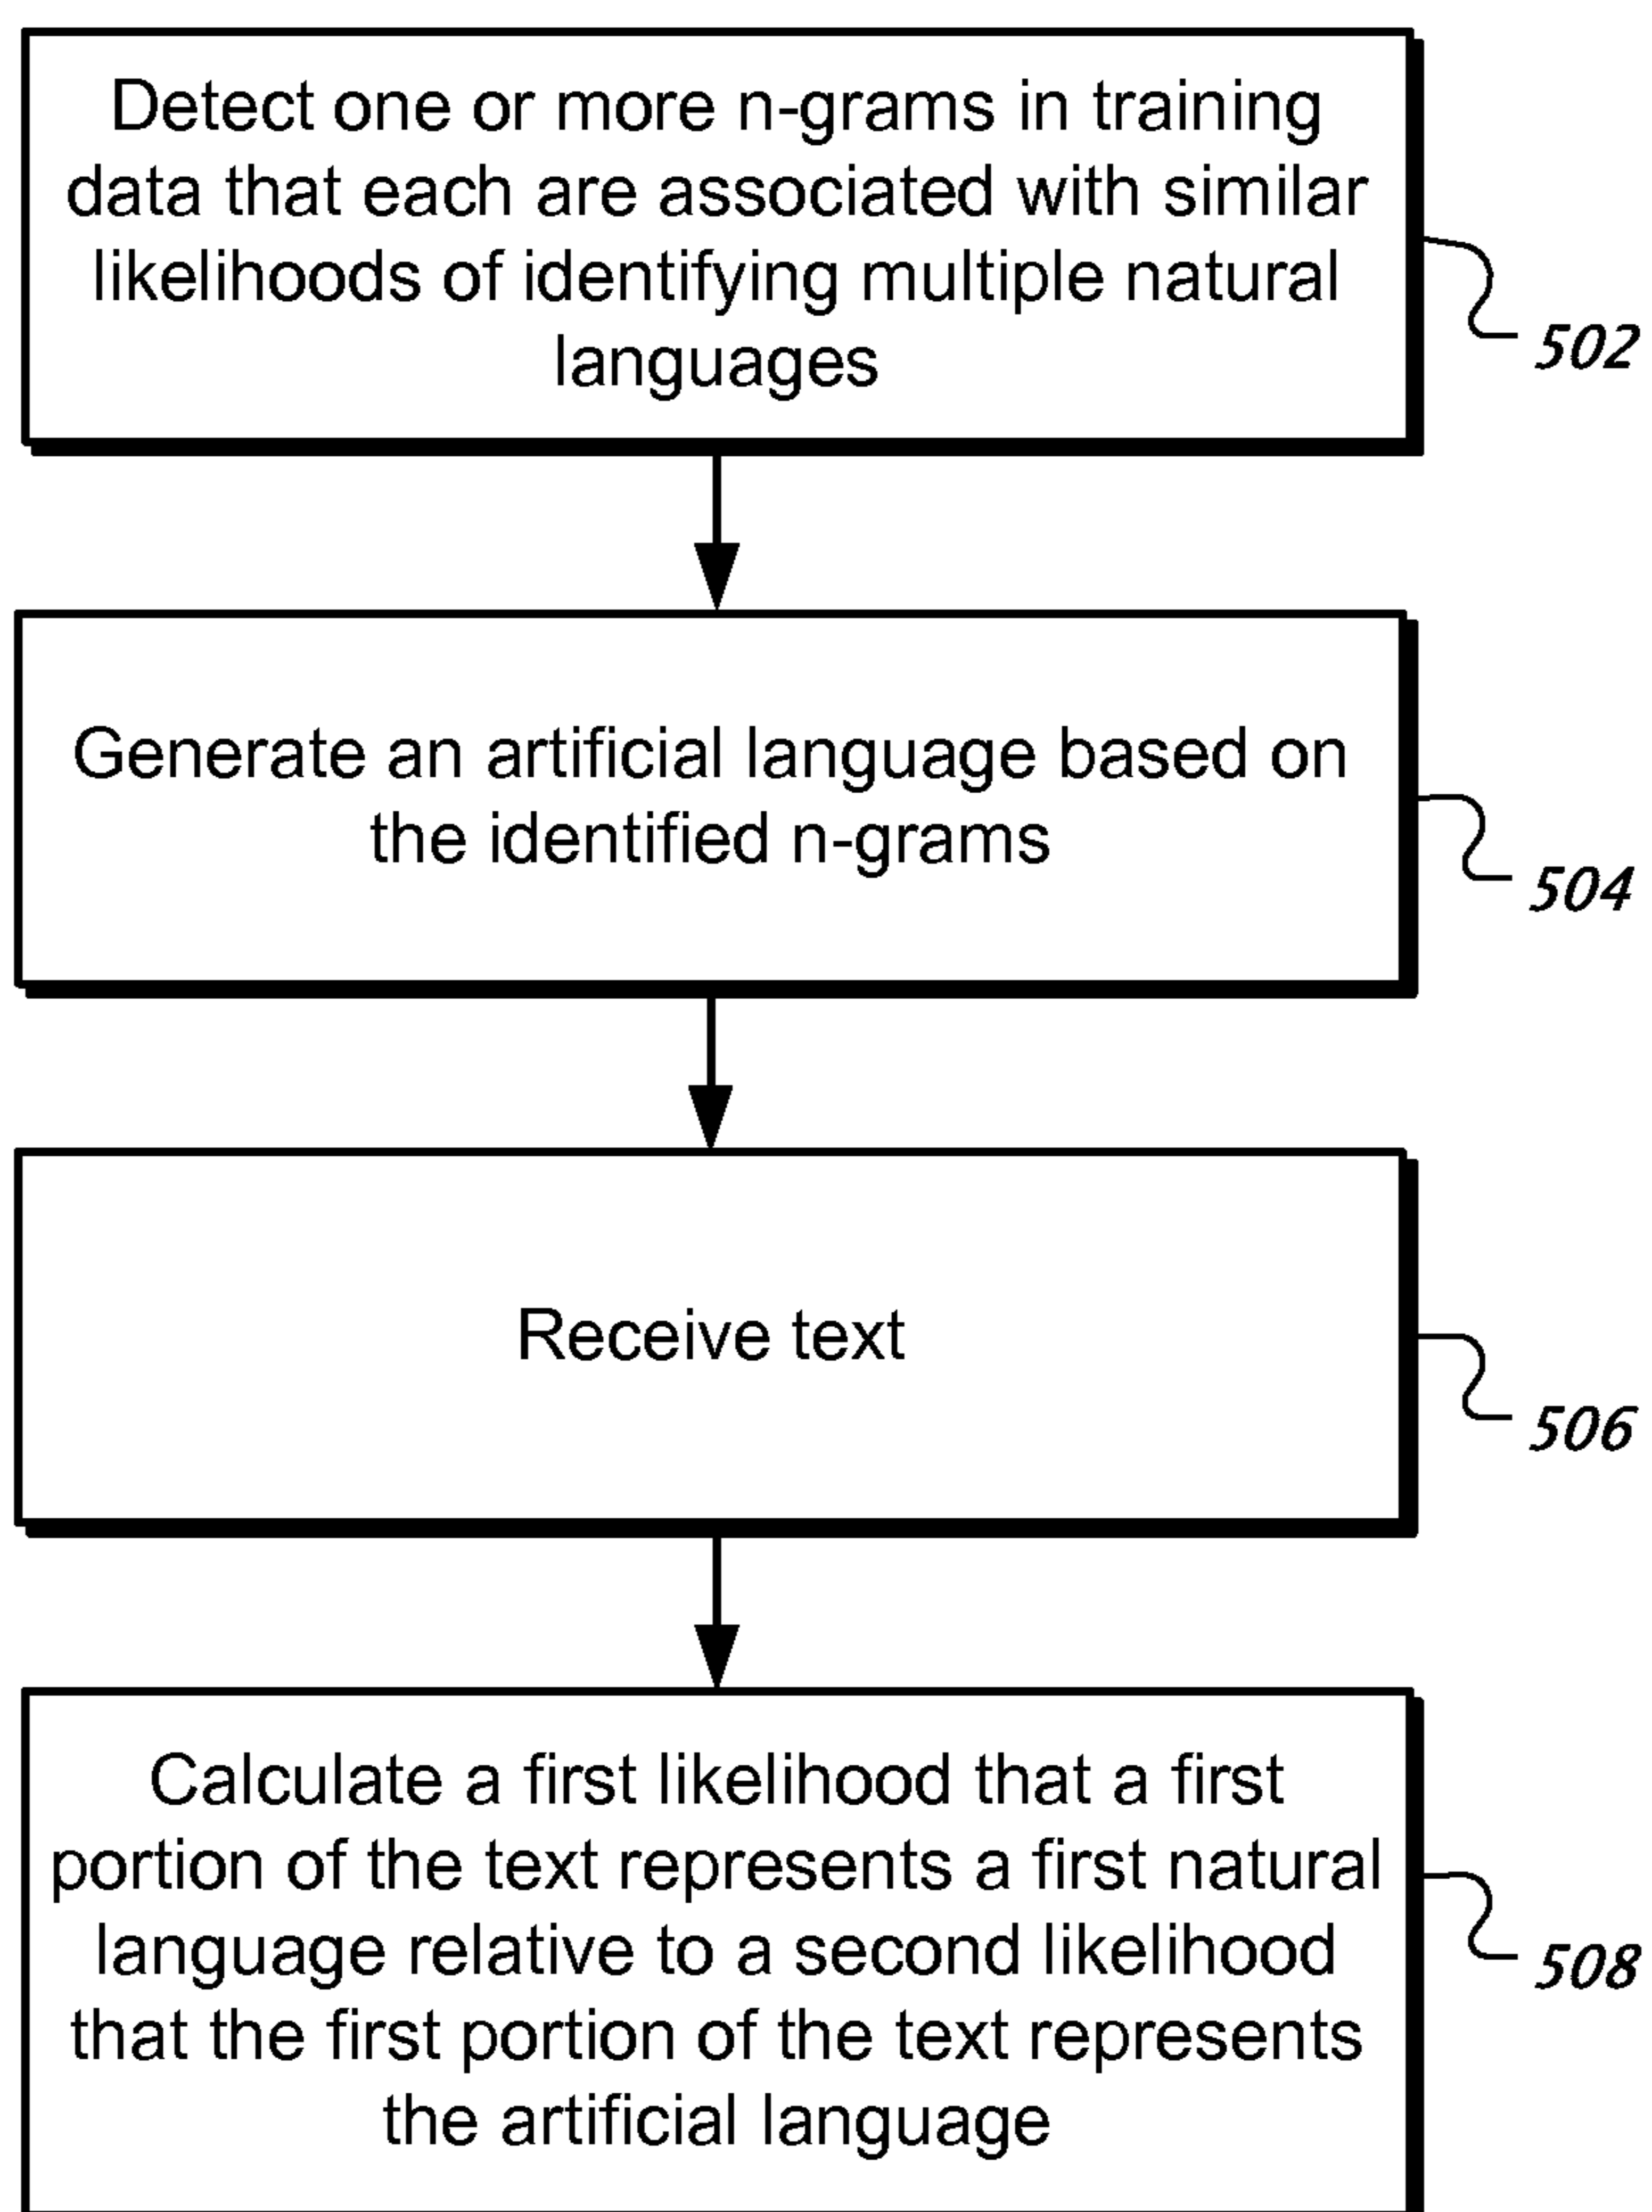 Detect one or more n-grams in training
data that each are associated with similar
likelihoods of identifying multiple natural
languages
502
Generate an artificial language based on
the identified n-grams
504
Receive text
506
Calculate a first likelihood that a first
portion of the text represents a first natural
language relative to a second likelihood
that the first portion of the text represents
the artificial language
508